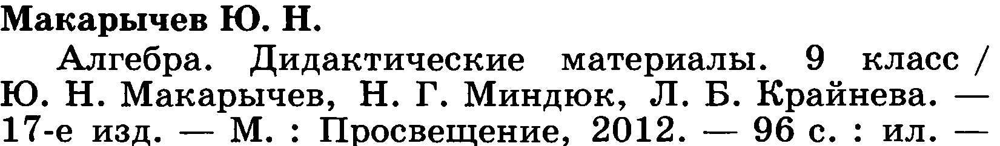 Макарычев Ю. Н.
Алгебра. Дидактические материалы. 9 класс /
Ю. Н. Макарычев, Н. Г. Миндюк, Л. Б. Крайнева. —
17-е изд. — М. : Просвещение, 2012. — 96 с. : ил. —